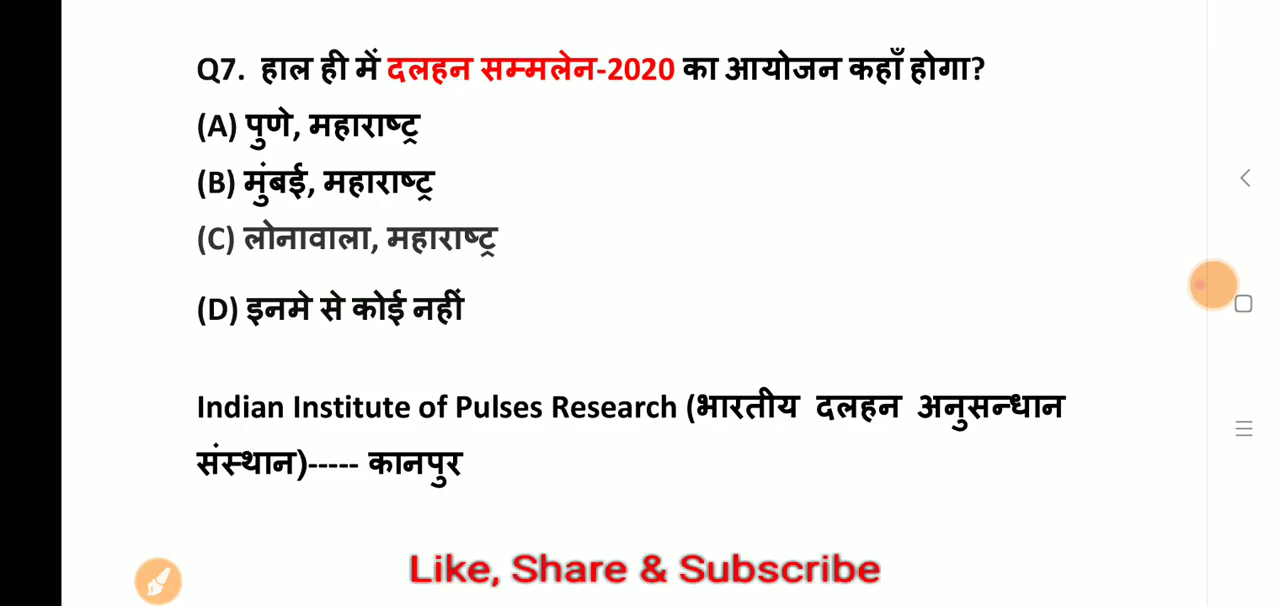 Q7. हाल ही में दलहन सम्मलेन-2020 का आयोजन कहाँ होगा?
(A) पुणे, महाराष्ट्र
(B) मुंबई, महाराष्ट्र
(C) लोनावाला, महाराष्ट्र
(D) इनमे से कोई नहीं
Indian Institute of Pulses Research (भारतीय दलहन अनुसन्धान
संस्थान)----- कानपुर
Like, Share & Subscribe